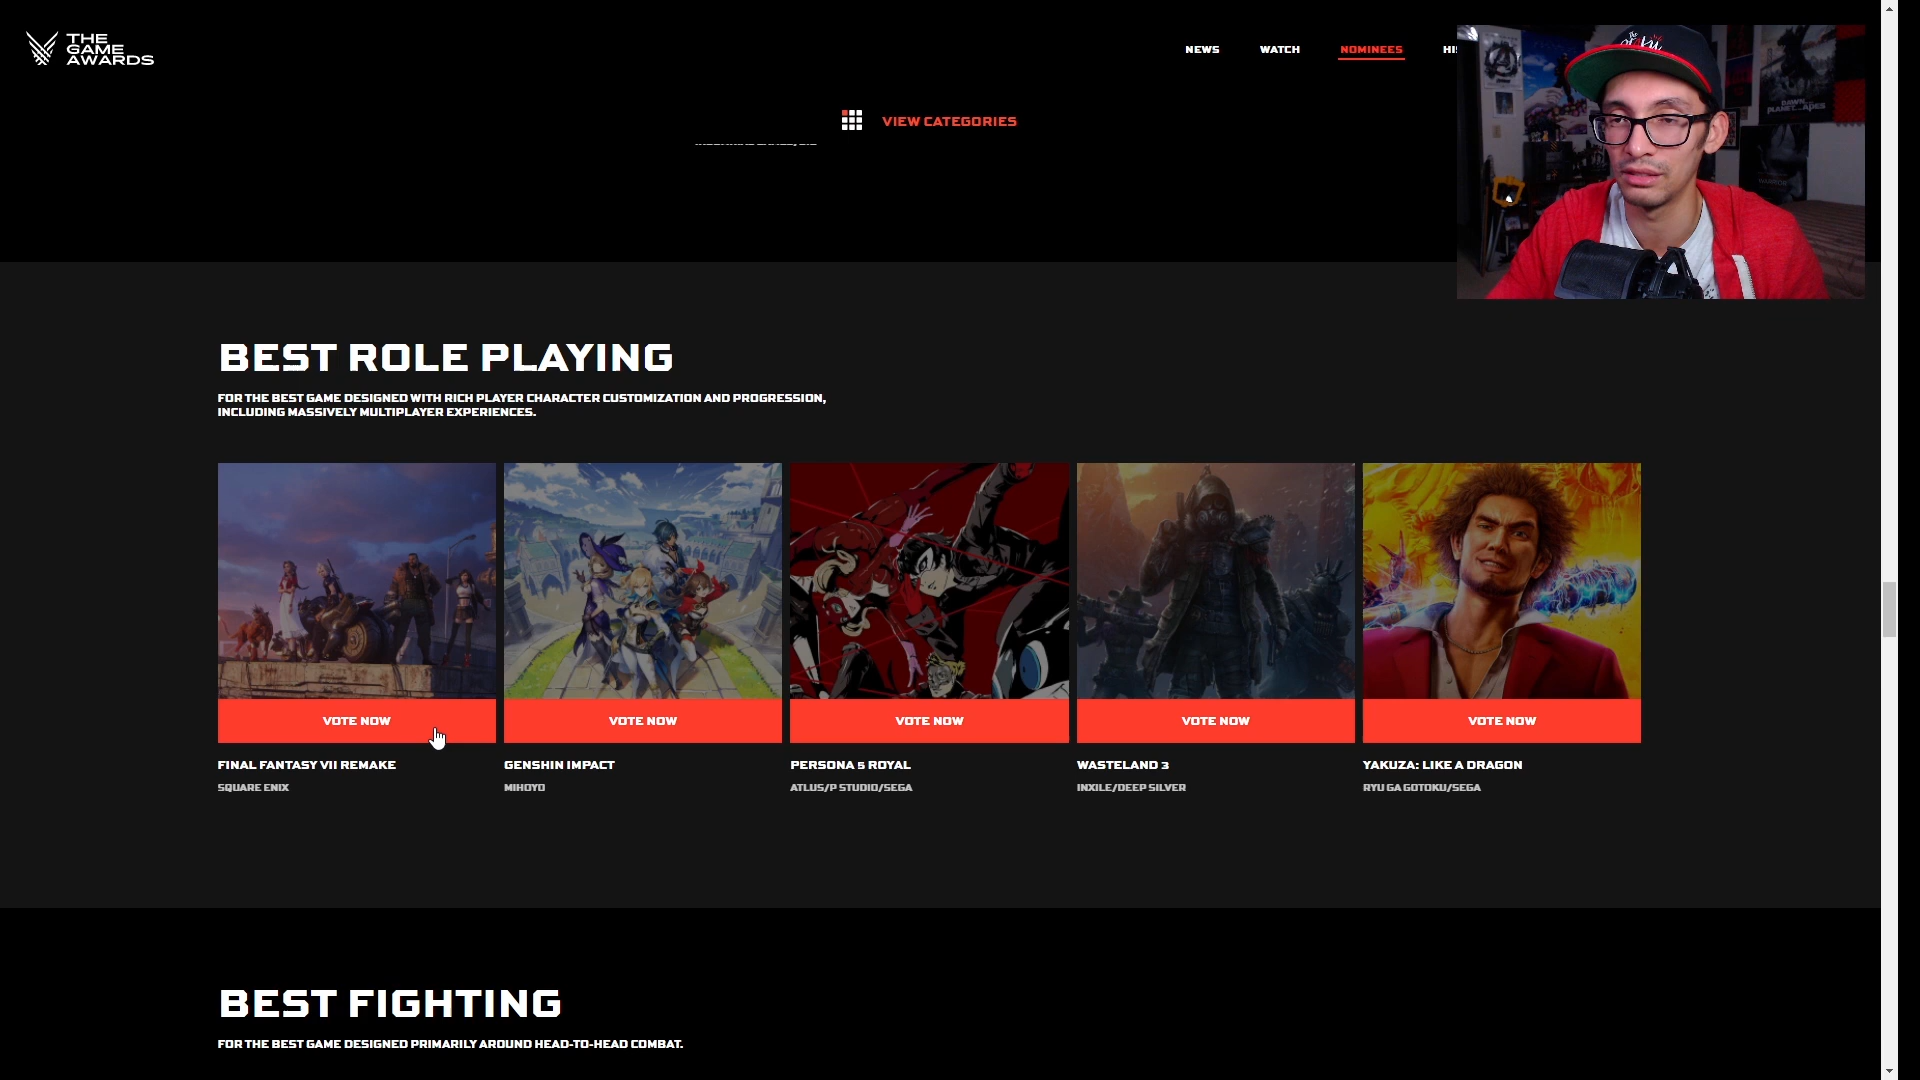 THE
GAME
AWARDS
NEWS
WATCH
NOMINEES
VIEW CATEGORIES
BEST ROLE PLAYING
FOR THE BEST GAME DESIGNED WITH RICH PLAYER CHARACTER CUSTOMIZATION AND PROGRESSION,
INCLUDING MASSIVELY MULTIPLAYER EXPERIENCES.
VOTE NOW
VOTE NOW
VOTE NOW
VOTE NOW
VOTE NOW
FINAL FANTASY VII REMAKE
GENSHIN IMPACT
PERSONA 5 ROYAL
WASTELAND 3
YAKUZA: LIKE A DRAGON
SQUARE ENIX
MIHOYO
ATLUS/P STUDIO/SEGA
INXILE/DEEP SILVER
RYU GA GOTOKU/SEGA
BEST FIGHTING
FOR THE BEST GAME DESIGNED PRIMARILY AROUND HEAD-TO-HEAD COMBAT.